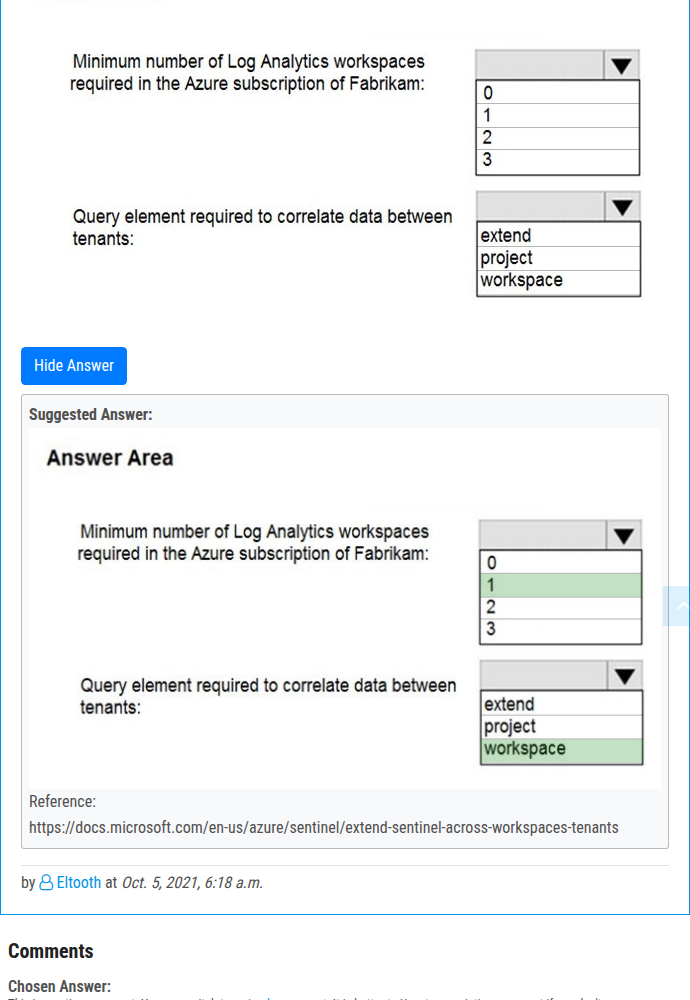 Minimum number of Log Analytics workspaces
required in the Azure subscription of Fabrikam:
0
1
2
3
Query element required to correlate data between
tenants:
extend
project
workspace
Hide Answer
Suggested Answer:
Answer Area
Minimum number of Log Analytics workspaces
required in the Azure subscription of Fabrikam:
0
1
2
3
Query element required to correlate data between
tenants:
extend
project
workspace
Reference:
https://docs.microsoft.com/en-us/azure/sentinel/extend-sentinel-across-workspaces-tenants
by Eltooth at Oct. 5, 2021, 6:18 a.m.
Comments
Chosen Answer: